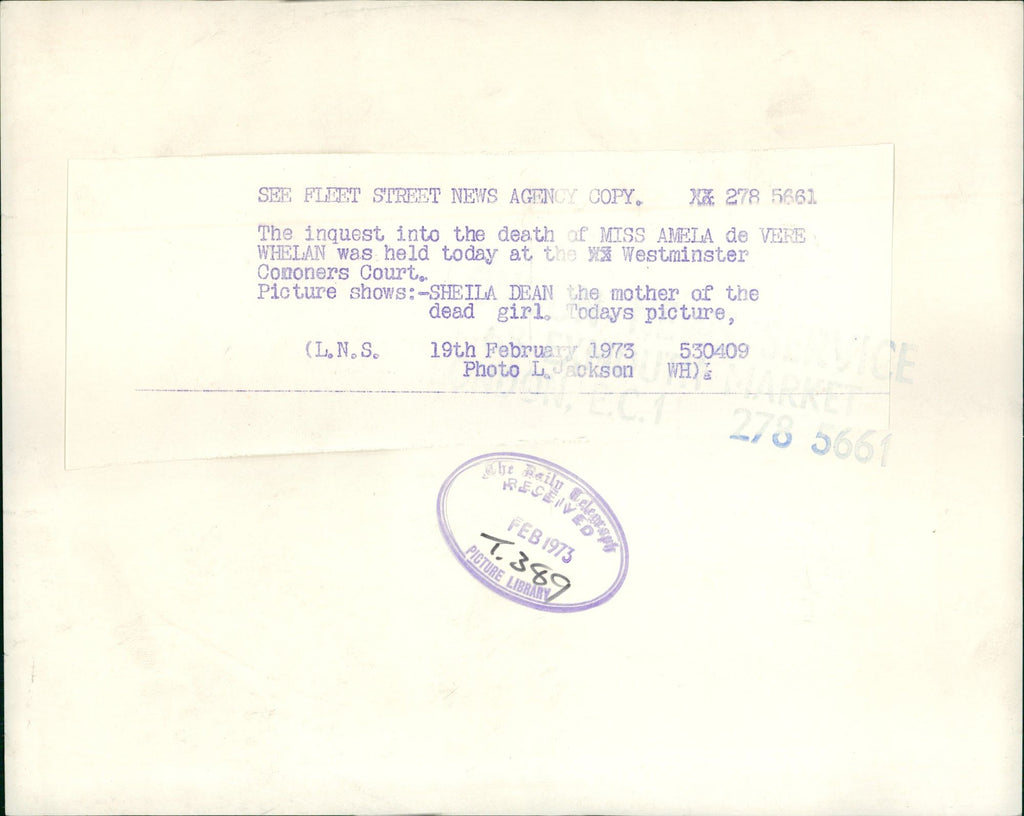 SEE FLEET STREET NEWS AGENCY COPY. XX 278 5661
The inquest into the death of MISS AMELA de VERE
WHELAN was held today at the XX Westminster
Comoners Court.
Picture shows:-SHEILA DEAN the mother of the
dead girl. Todays picture,
(L.N.S. 19th February 1973 530409
Photo L. Jackson WH)
SERVICE
MARKET
E.C.1
278 5661
The Daily Telegraph
RECEIVED
FEB 1973
T.389
PICTURE LIBRARY